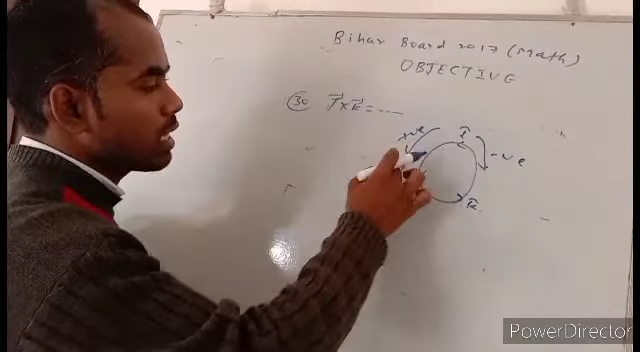 Bihar Board 2017 (Math)
OBJECTIVE
30 J⃗ x K⃗ = ----
+ve
i⃗
-ve
K⃗
PowerDirector